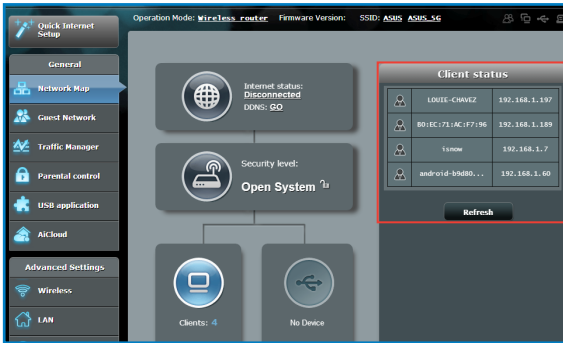 Quick Internet
Setup
Operation Mode: Wireless router Firmware Version: SSID: ASUS ASUS_5G
General
Network Map
Guest Network
Traffic Manager
Parental control
USB application
AiCloud
Advanced Settings
Wireless
LAN
Internet status:
Disconnected
DDNS: GO
Security level:
Open System
Clients: 4
No Device
Client status
LOUIE-CHAVEZ 192.168.1.197
B0:EC:71:AC:F7:96 192.168.1.189
isnow 192.168.1.7
android-b9d80... 192.168.1.60
Refresh